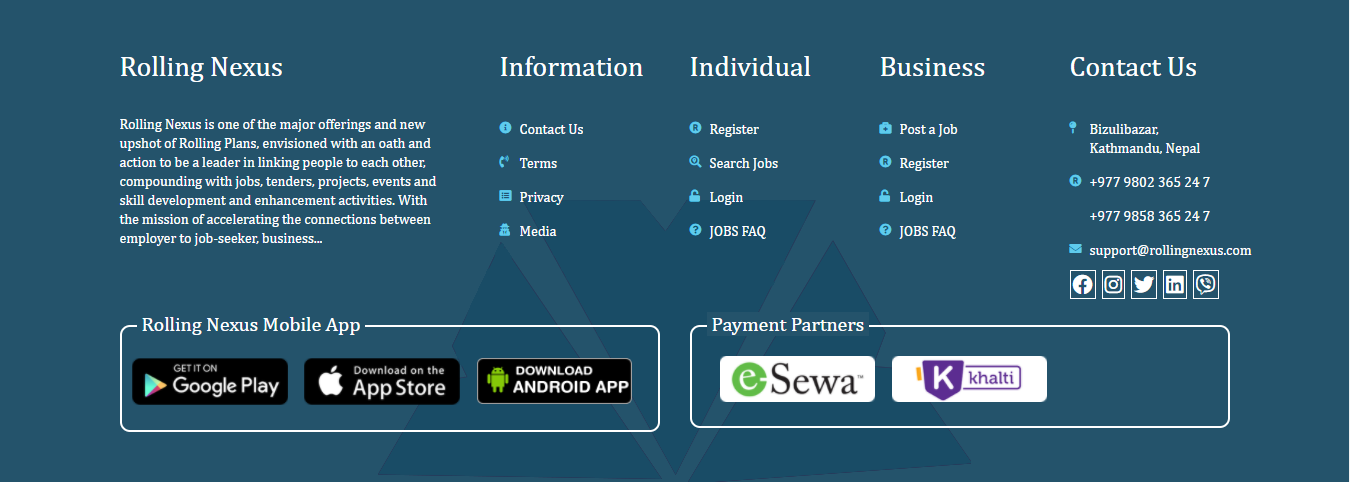 Rolling Nexus
Rolling Nexus is one of the major offerings and new
upshot of Rolling Plans, envisioned with an oath and
action to be a leader in linking people to each other,
compounding with jobs, tenders, projects, events and
skill development and enhancement activities. With
the mission of accelerating the connections between
employer to job-seeker, business...
Information
Contact Us
Terms
Privacy
Media
Individual
Register
Search Jobs
Login
JOBS FAQ
Business
Post a Job
Register
Login
JOBS FAQ
Contact Us
Bizulibazar,
Kathmandu, Nepal
+977 9802 365 24 7
+977 9858 365 24 7
support@rollingnexus.com
Rolling Nexus Mobile App
GET IT ON
Google Play
Download on the
App Store
DOWNLOAD
ANDROID APP
Payment Partners
e-Sewa™
K khalti